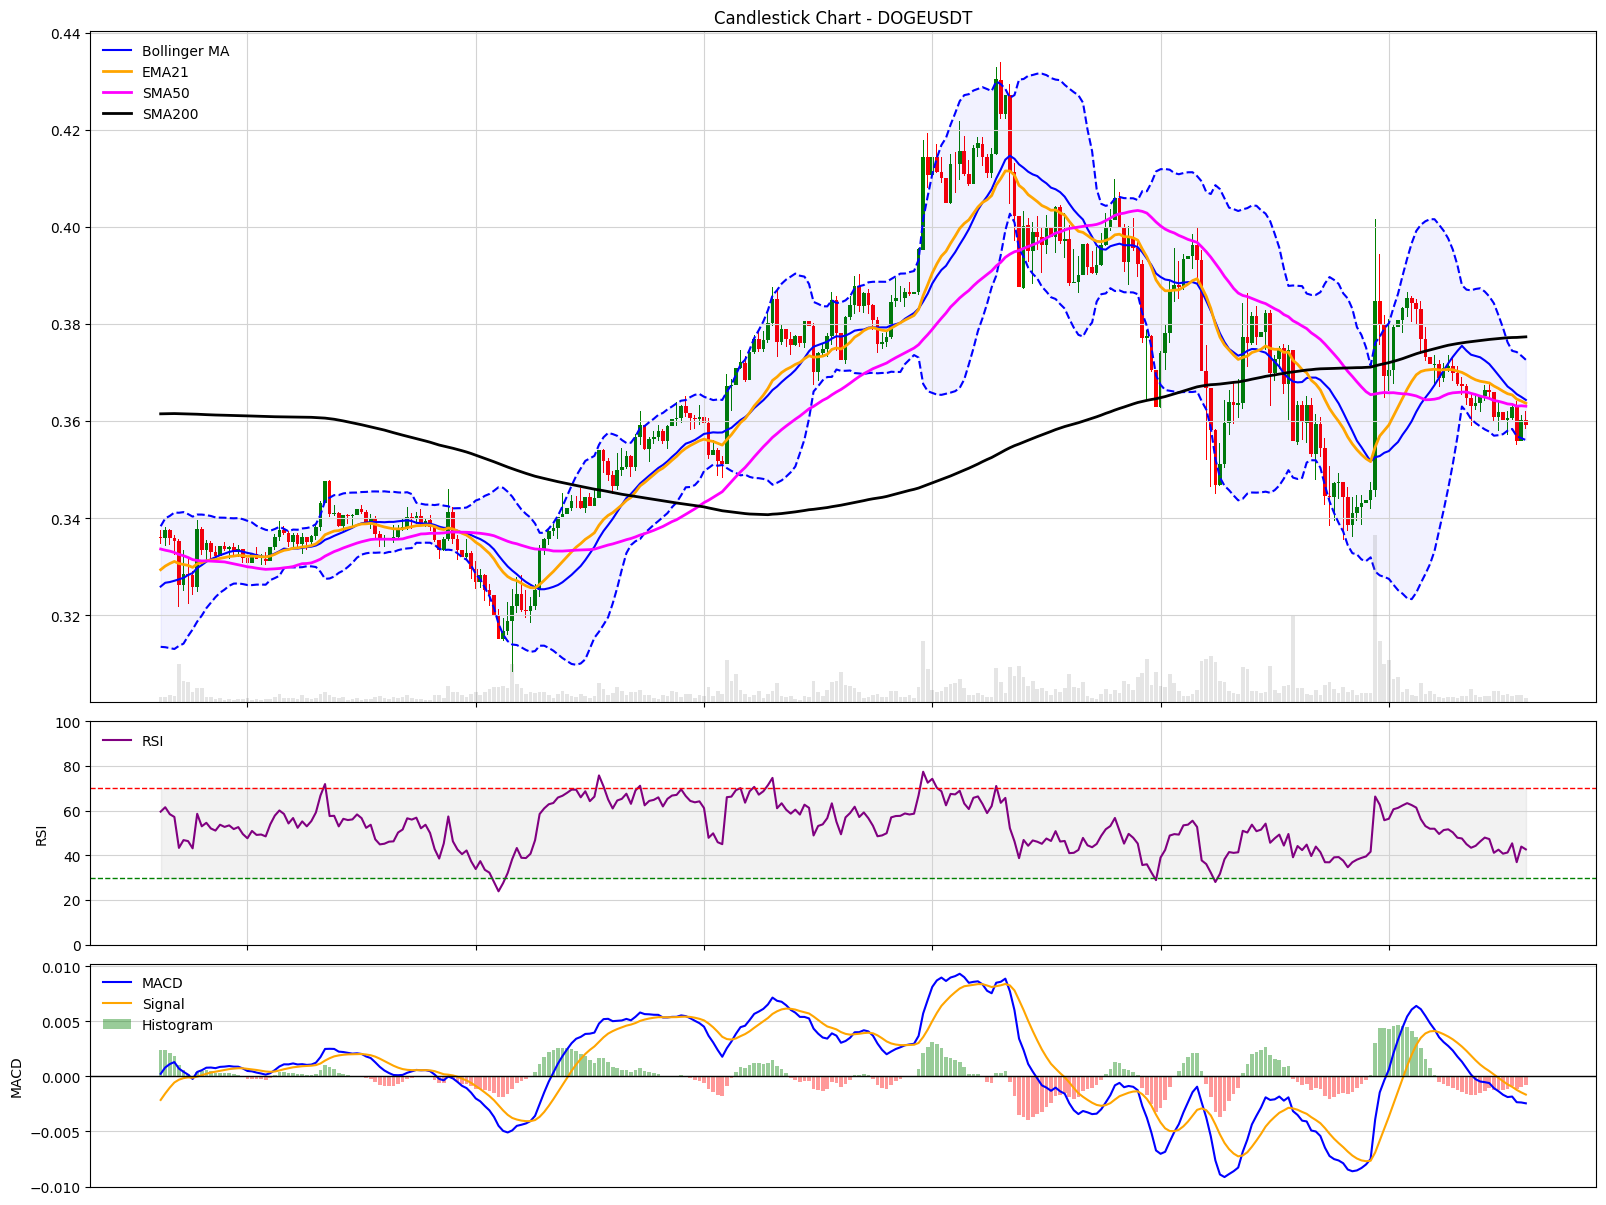 Candlestick Chart - DOGEUSDT
Bollinger MA
EMA21
SMA50
SMA200
0.44
0.42
0.40
0.38
0.36
0.34
0.32
RSI
RSI
100
80
60
40
20
0
MACD
Signal
Histogram
MACD
0.010
0.005
0.000
−0.005
−0.010